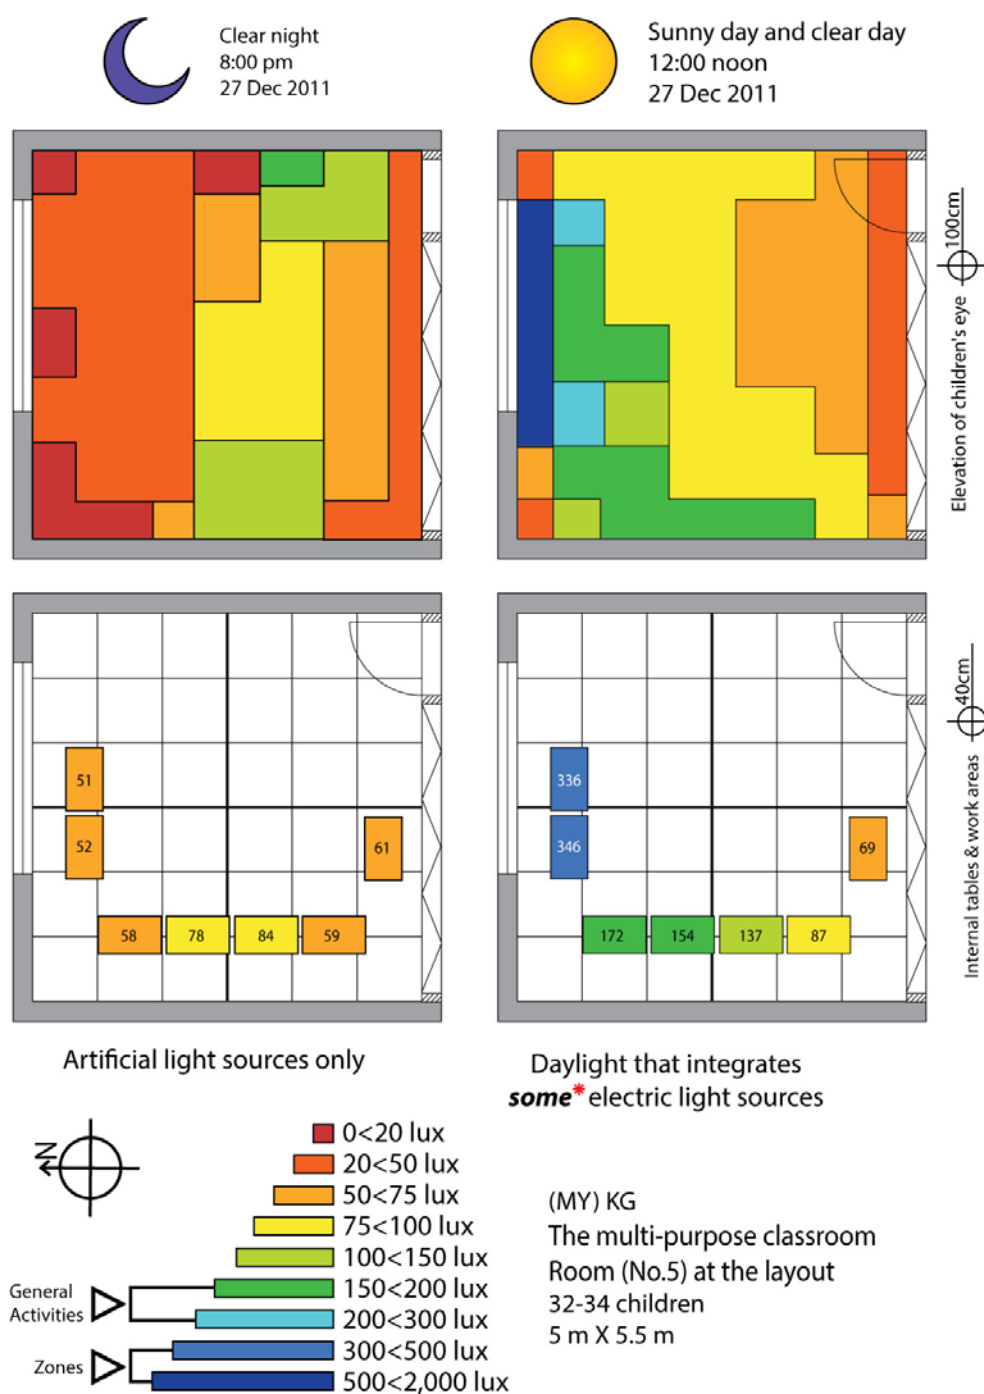 Clear night
8:00 pm
27 Dec 2011
Sunny day and clear day
12:00 noon
27 Dec 2011
100cm
Elevation of children's eye
51
52
61
58
78
84
59
336
346
69
172
154
137
87
40cm
Internal tables & work areas
Artificial light sources only
Daylight that integrates
some* electric light sources
N
0<20 lux
20<50 lux
50<75 lux
75<100 lux
100<150 lux
150<200 lux
200<300 lux
300<500 lux
500<2,000 lux
General
Activities
Zones
(MY) KG
The multi-purpose classroom
Room (No.5) at the layout
32-34 children
5 m X 5.5 m